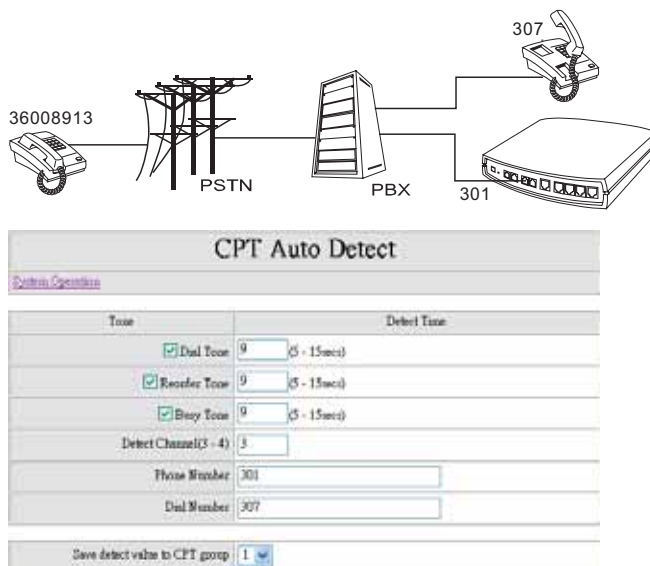 307
36008913
PSTN
PBX
301
CPT Auto Detect
System Operation
Tone Detect Time
Dial Tone 9 (5 - 15secs)
Reorder Tone 9 (5 - 15secs)
Busy Tone 9 (5 - 15secs)
Detect Channel(3 - 4) 3
Phone Number 301
Dial Number 307
Save detect value to CPT group 1